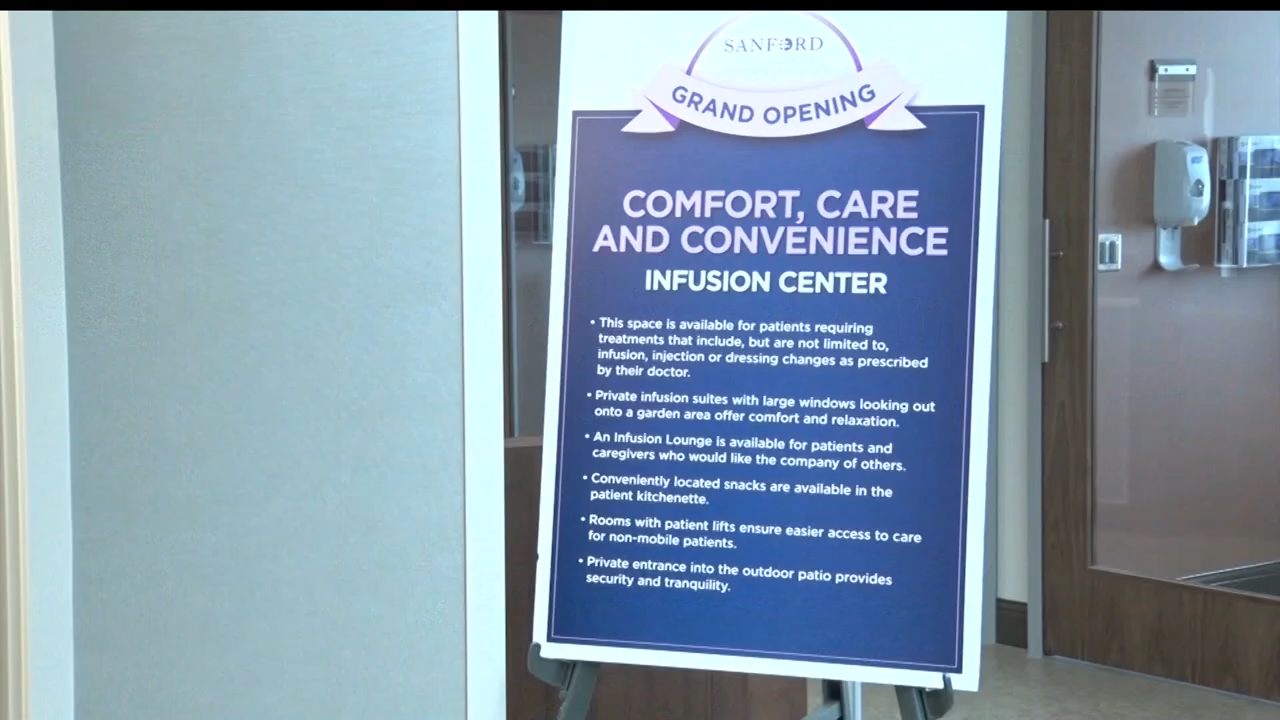 SANFORD
GRAND OPENING
COMFORT, CARE
AND CONVENIENCE
INFUSION CENTER
• This space is available for patients requiring
treatments that include, but are not limited to,
infusion, injection or dressing changes as prescribed
by their doctor.
• Private infusion suites with large windows looking out
onto a garden area offer comfort and relaxation.
• An Infusion Lounge is available for patients and
caregivers who would like the company of others.
• Conveniently located snacks are available in the
patient kitchenette.
• Rooms with patient lifts ensure easier access to care
for non-mobile patients.
• Private entrance into the outdoor patio provides
security and tranquility.